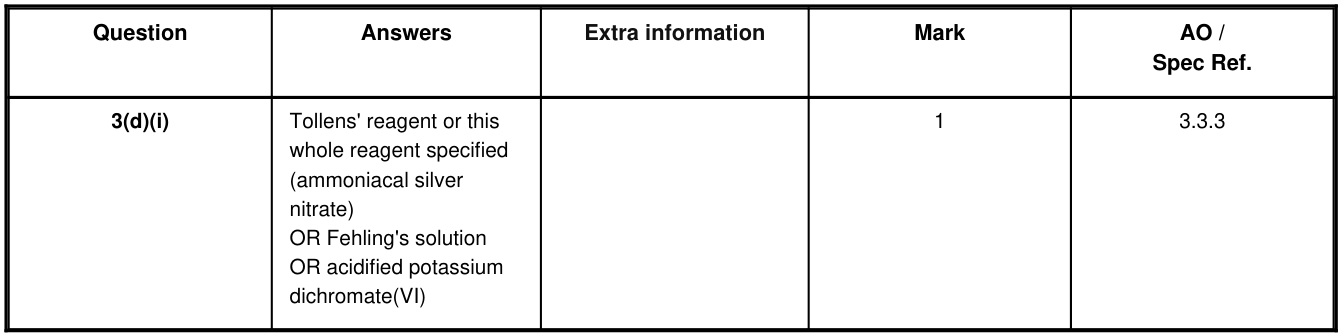 Question Answers Extra information Mark AO /
Spec Ref.
3(d)(i) Tollens' reagent or this 1 3.3.3
whole reagent specified
(ammoniacal silver
nitrate)
OR Fehling's solution
OR acidified potassium
dichromate(VI)